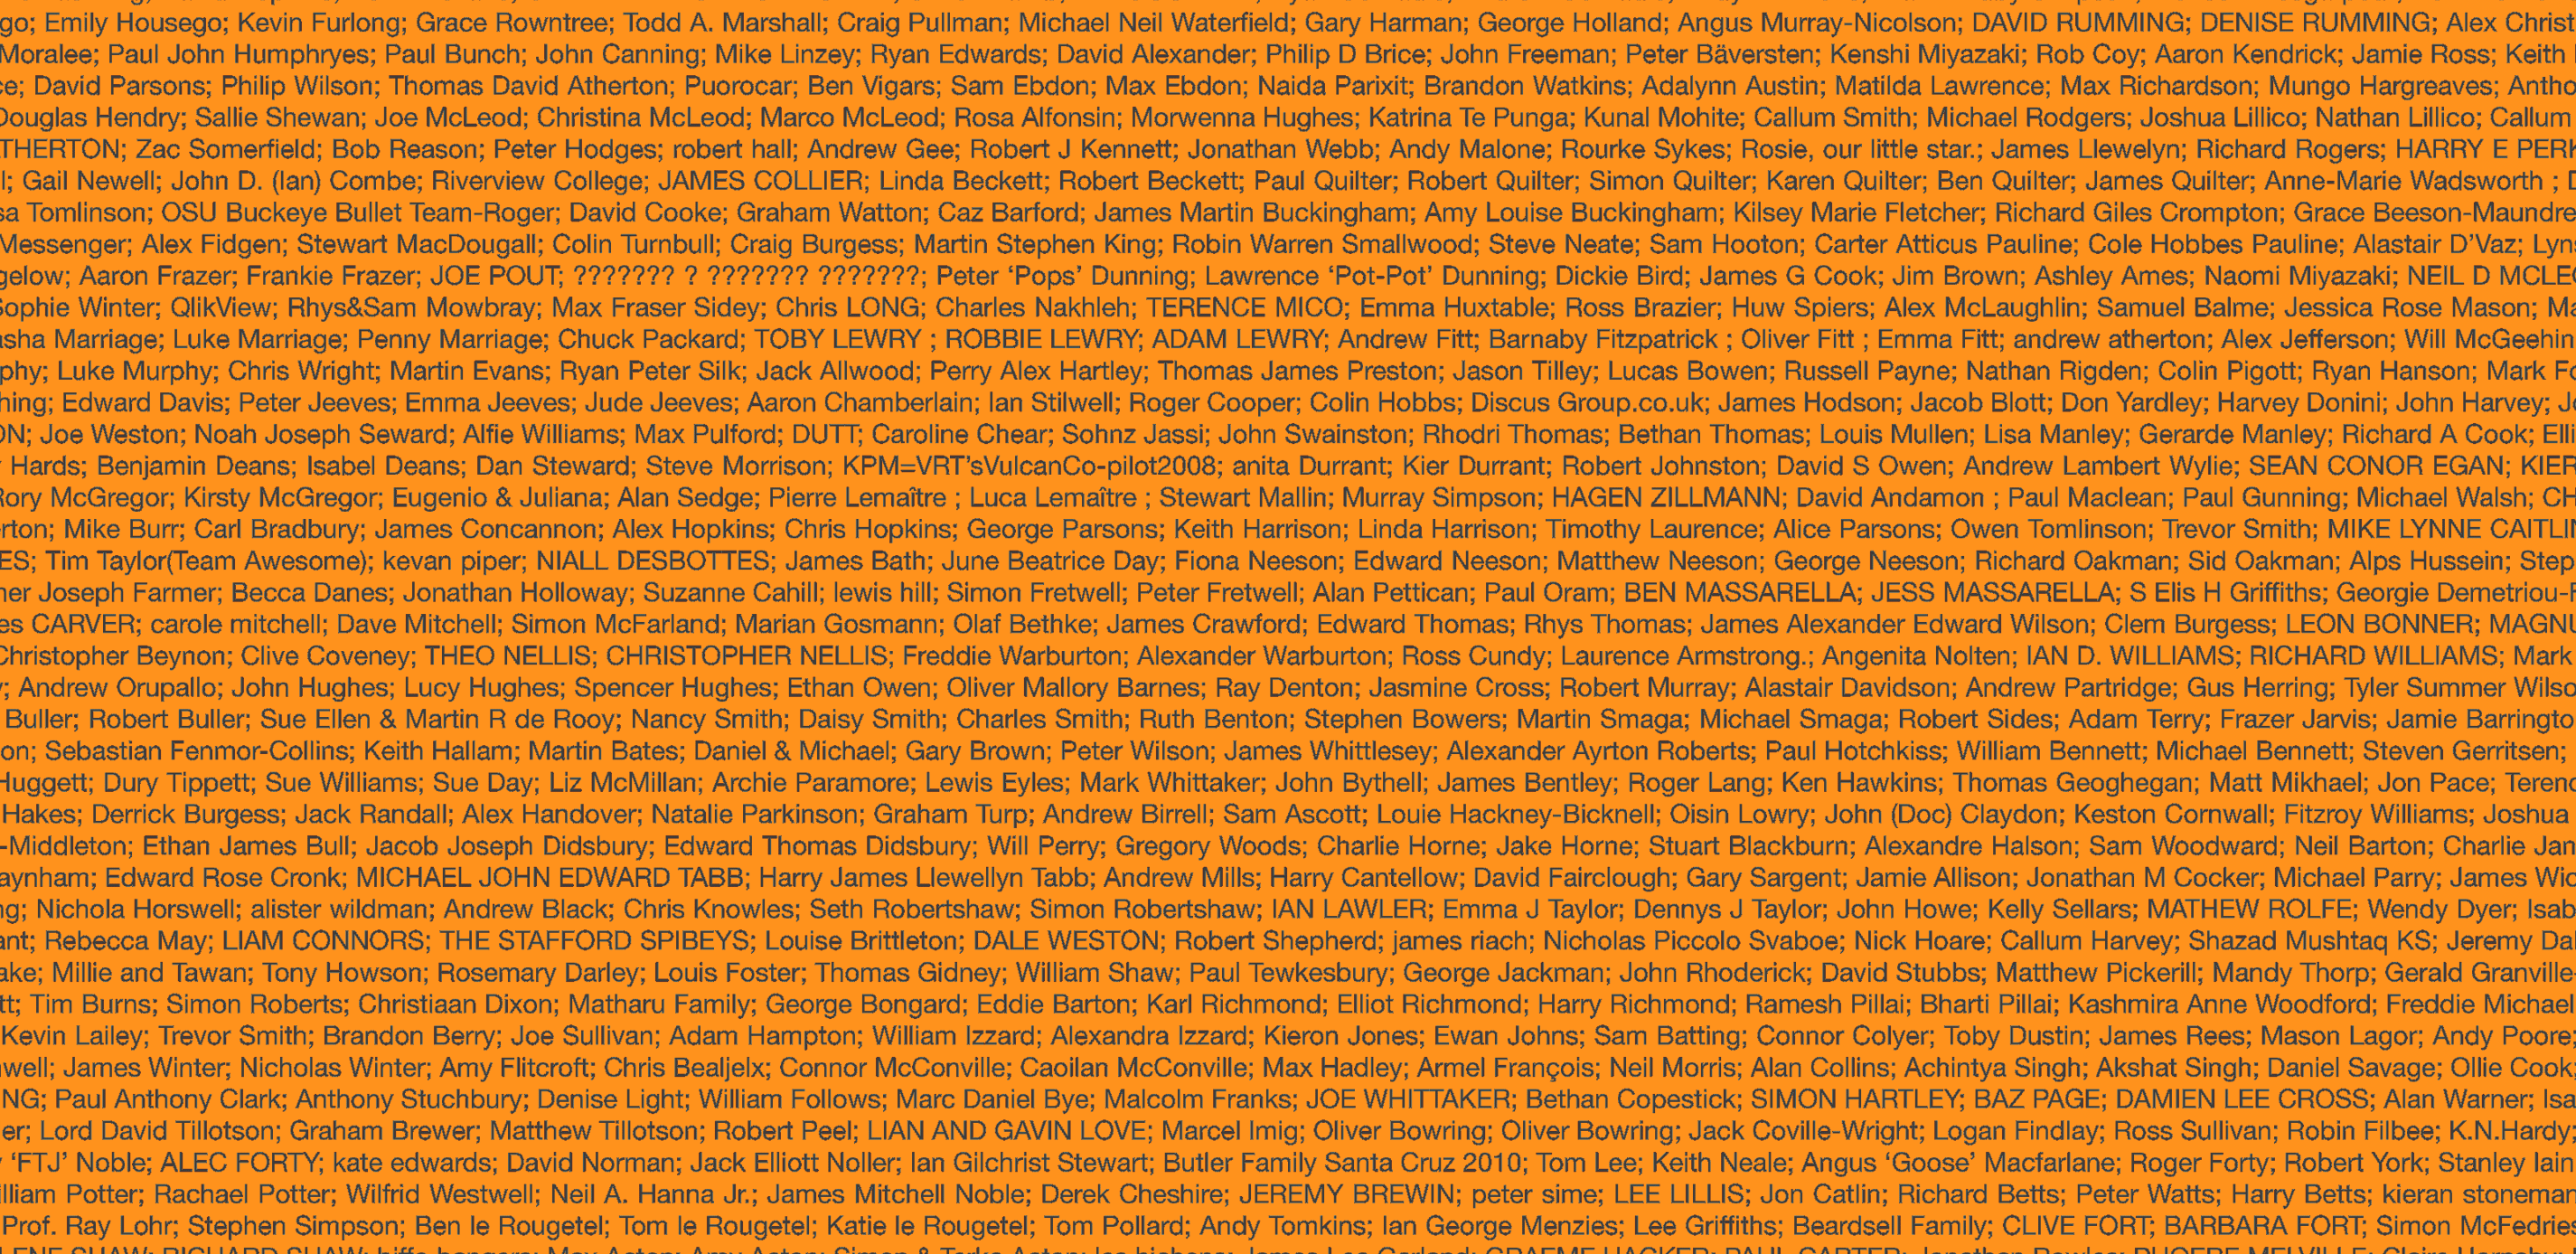 go; Emily Housego; Kevin Furlong; Grace Rowntree; Todd A. Marshall; Craig Pullman; Michael Neil Waterfield; Gary Harman; George Holland; Angus Murray-Nicolson; DAVID RUMMING; DENISE RUMMING; Alex Christ
Moralee; Paul John Humphryes; Paul Bunch; John Canning; Mike Linzey; Ryan Edwards; David Alexander; Philip D Brice; John Freeman; Peter Bäversten; Kenshi Miyazaki; Rob Coy; Aaron Kendrick; Jamie Ross; Keith
ce; David Parsons; Philip Wilson; Thomas David Atherton; Puorocar; Ben Vigars; Sam Ebdon; Max Ebdon; Naida Parixit; Brandon Watkins; Adalynn Austin; Matilda Lawrence; Max Richardson; Mungo Hargreaves; Antho
Douglas Hendry; Sallie Shewan; Joe McLeod; Christina McLeod; Marco McLeod; Rosa Alfonsin; Morwenna Hughes; Katrina Te Punga; Kunal Mohite; Callum Smith; Michael Rodgers; Joshua Lillico; Nathan Lillico; Callum
THERTON; Zac Somerfield; Bob Reason; Peter Hodges; robert hall; Andrew Gee; Robert J Kennett; Jonathan Webb; Andy Malone; Rourke Sykes; Rosie, our little star.; James Llewelyn; Richard Rogers; HARRY E PERK
l; Gail Newell; John D. (Ian) Combe; Riverview College; JAMES COLLIER; Linda Beckett; Robert Beckett; Paul Quilter; Robert Quilter; Simon Quilter; Karen Quilter; Ben Quilter; James Quilter; Anne-Marie Wadsworth ; D
sa Tomlinson; OSU Buckeye Bullet Team-Roger; David Cooke; Graham Watton; Caz Barford; James Martin Buckingham; Amy Louise Buckingham; Kilsey Marie Fletcher; Richard Giles Crompton; Grace Beeson-Maundre
Messenger; Alex Fidgen; Stewart MacDougall; Colin Turnbull; Craig Burgess; Martin Stephen King; Robin Warren Smallwood; Steve Neate; Sam Hooton; Carter Atticus Pauline; Cole Hobbes Pauline; Alastair D’Vaz; Lyn
gelow; Aaron Frazer; Frankie Frazer; JOE POUT; ??????? ? ??????? ???????; Peter ‘Pops’ Dunning; Lawrence ‘Pot-Pot’ Dunning; Dickie Bird; James G Cook; Jim Brown; Ashley Ames; Naomi Miyazaki; NEIL D MCLEO
Sophie Winter; QlikView; Rhys&Sam Mowbray; Max Fraser Sidey; Chris LONG; Charles Nakhleh; TERENCE MICO; Emma Huxtable; Ross Brazier; Huw Spiers; Alex McLaughlin; Samuel Balme; Jessica Rose Mason; Ma
asha Marriage; Luke Marriage; Penny Marriage; Chuck Packard; TOBY LEWRY ; ROBBIE LEWRY; ADAM LEWRY; Andrew Fitt; Barnaby Fitzpatrick ; Oliver Fitt ; Emma Fitt; andrew atherton; Alex Jefferson; Will McGeehin
phy; Luke Murphy; Chris Wright; Martin Evans; Ryan Peter Silk; Jack Allwood; Perry Alex Hartley; Thomas James Preston; Jason Tilley; Lucas Bowen; Russell Payne; Nathan Rigden; Colin Pigott; Ryan Hanson; Mark Fo
hing; Edward Davis; Peter Jeeves; Emma Jeeves; Jude Jeeves; Aaron Chamberlain; Ian Stilwell; Roger Cooper; Colin Hobbs; Discus Group.co.uk; James Hodson; Jacob Blott; Don Yardley; Harvey Donini; John Harvey; Jo
ON; Joe Weston; Noah Joseph Seward; Alfie Williams; Max Pulford; DUTT; Caroline Chear; Sohnz Jassi; John Swainston; Rhodri Thomas; Bethan Thomas; Louis Mullen; Lisa Manley; Gerarde Manley; Richard A Cook; Elli
Hards; Benjamin Deans; Isabel Deans; Dan Steward; Steve Morrison; KPM=VRT’sVulcanCo-pilot2008; anita Durrant; Kier Durrant; Robert Johnston; David S Owen; Andrew Lambert Wylie; SEAN CONOR EGAN; KIER
Rory McGregor; Kirsty McGregor; Eugenio & Juliana; Alan Sedge; Pierre Lemaître ; Luca Lemaître ; Stewart Mallin; Murray Simpson; HAGEN ZILLMANN; David Andamon ; Paul Maclean; Paul Gunning; Michael Walsh; CH
erton; Mike Burr; Carl Bradbury; James Concannon; Alex Hopkins; Chris Hopkins; George Parsons; Keith Harrison; Linda Harrison; Timothy Laurence; Alice Parsons; Owen Tomlinson; Trevor Smith; MIKE LYNNE CAITLIN
ES; Tim Taylor(Team Awesome); kevan piper; NIALL DESBOTTES; James Bath; June Beatrice Day; Fiona Neeson; Edward Neeson; Matthew Neeson; George Neeson; Richard Oakman; Sid Oakman; Alps Hussein; Step
her Joseph Farmer; Becca Danes; Jonathan Holloway; Suzanne Cahill; lewis hill; Simon Fretwell; Peter Fretwell; Alan Pettican; Paul Oram; BEN MASSARELLA; JESS MASSARELLA; S Elis H Griffiths; Georgie Demetriou-
es CARVER; carole mitchell; Dave Mitchell; Simon McFarland; Marian Gosmann; Olaf Bethke; James Crawford; Edward Thomas; Rhys Thomas; James Alexander Edward Wilson; Clem Burgess; LEON BONNER; MAGNU
Christopher Beynon; Clive Coveney; THEO NELLIS; CHRISTOPHER NELLIS; Freddie Warburton; Alexander Warburton; Ross Cundy; Laurence Armstrong.; Angenita Nolten; IAN D. WILLIAMS; RICHARD WILLIAMS; Mark
; Andrew Orupallo; John Hughes; Lucy Hughes; Spencer Hughes; Ethan Owen; Oliver Mallory Barnes; Ray Denton; Jasmine Cross; Robert Murray; Alastair Davidson; Andrew Partridge; Gus Herring; Tyler Summer Wilso
Buller; Robert Buller; Sue Ellen & Martin R de Rooy; Nancy Smith; Daisy Smith; Charles Smith; Ruth Benton; Stephen Bowers; Martin Smaga; Michael Smaga; Robert Sides; Adam Terry; Frazer Jarvis; Jamie Barringto
on; Sebastian Fenmor-Collins; Keith Hallam; Martin Bates; Daniel & Michael; Gary Brown; Peter Wilson; James Whittlesey; Alexander Ayrton Roberts; Paul Hotchkiss; William Bennett; Michael Bennett; Steven Gerritsen;
Huggett; Dury Tippett; Sue Williams; Sue Day; Liz McMillan; Archie Paramore; Lewis Eyles; Mark Whittaker; John Bythell; James Bentley; Roger Lang; Ken Hawkins; Thomas Geoghegan; Matt Mikhael; Jon Pace; Terenc
Hakes; Derrick Burgess; Jack Randall; Alex Handover; Natalie Parkinson; Graham Turp; Andrew Birrell; Sam Ascott; Louie Hackney-Bicknell; Oisin Lowry; John (Doc) Claydon; Keston Cornwall; Fitzroy Williams; Joshua
-Middleton; Ethan James Bull; Jacob Joseph Didsbury; Edward Thomas Didsbury; Will Perry; Gregory Woods; Charlie Horne; Jake Horne; Stuart Blackburn; Alexandre Halson; Sam Woodward; Neil Barton; Charlie Jan
aynham; Edward Rose Cronk; MICHAEL JOHN EDWARD TABB; Harry James Llewellyn Tabb; Andrew Mills; Harry Cantellow; David Fairclough; Gary Sargent; Jamie Allison; Jonathan M Cocker; Michael Parry; James Wic
ng; Nichola Horswell; alister wildman; Andrew Black; Chris Knowles; Seth Robertshaw; Simon Robertshaw; IAN LAWLER; Emma J Taylor; Dennys J Taylor; John Howe; Kelly Sellars; MATHEW ROLFE; Wendy Dyer; Isab
ant; Rebecca May; LIAM CONNORS; THE STAFFORD SPIBEYS; Louise Brittleton; DALE WESTON; Robert Shepherd; james riach; Nicholas Piccolo Svaboe; Nick Hoare; Callum Harvey; Shazad Mushtaq KS; Jeremy Da
ake; Millie and Tawan; Tony Howson; Rosemary Darley; Louis Foster; Thomas Gidney; William Shaw; Paul Tewkesbury; George Jackman; John Rhoderick; David Stubbs; Matthew Pickerill; Mandy Thorp; Gerald Granville-
tt; Tim Burns; Simon Roberts; Christiaan Dixon; Matharu Family; George Bongard; Eddie Barton; Karl Richmond; Elliot Richmond; Harry Richmond; Ramesh Pillai; Bharti Pillai; Kashmira Anne Woodford; Freddie Michael
Kevin Lailey; Trevor Smith; Brandon Berry; Joe Sullivan; Adam Hampton; William Izzard; Alexandra Izzard; Kieron Jones; Ewan Johns; Sam Batting; Connor Colyer; Toby Dustin; James Rees; Mason Lagor; Andy Poore;
well; James Winter; Nicholas Winter; Amy Flitcroft; Chris Bealjelx; Connor McConville; Caoilan McConville; Max Hadley; Armel François; Neil Morris; Alan Collins; Achintya Singh; Akshat Singh; Daniel Savage; Ollie Cook;
NG; Paul Anthony Clark; Anthony Stuchbury; Denise Light; William Follows; Marc Daniel Bye; Malcolm Franks; JOE WHITTAKER; Bethan Copestick; SIMON HARTLEY; BAZ PAGE; DAMIEN LEE CROSS; Alan Warner; Isa
er; Lord David Tillotson; Graham Brewer; Matthew Tillotson; Robert Peel; LIAN AND GAVIN LOVE; Marcel Imig; Oliver Bowring; Oliver Bowring; Jack Coville-Wright; Logan Findlay; Ross Sullivan; Robin Filbee; K.N.Hardy;
‘FTJ’ Noble; ALEC FORTY; kate edwards; David Norman; Jack Elliott Noller; Ian Gilchrist Stewart; Butler Family Santa Cruz 2010; Tom Lee; Keith Neale; Angus ‘Goose’ Macfarlane; Roger Forty; Robert York; Stanley Iain
lliam Potter; Rachael Potter; Wilfrid Westwell; Neil A. Hanna Jr.; James Mitchell Noble; Derek Cheshire; JEREMY BREWIN; peter sime; LEE LILLIS; Jon Catlin; Richard Betts; Peter Watts; Harry Betts; kieran stoneman
Prof. Ray Lohr; Stephen Simpson; Ben le Rougetel; Tom le Rougetel; Katie le Rougetel; Tom Pollard; Andy Tomkins; Ian George Menzies; Lee Griffiths; Beardsell Family; CLIVE FORT; BARBARA FORT; Simon McFedries